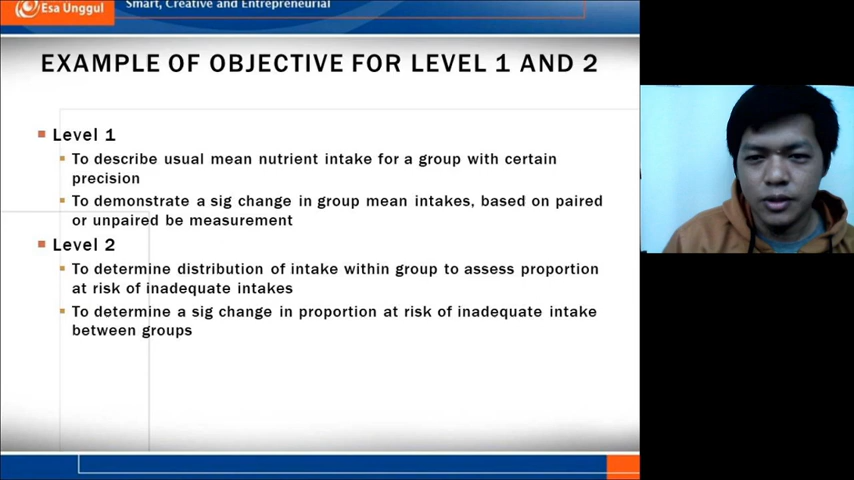 Esa Unggul
Smart, Creative and Entrepreneurial
EXAMPLE OF OBJECTIVE FOR LEVEL 1 AND 2
Level 1
To describe usual mean nutrient intake for a group with certain
precision
To demonstrate a sig change in group mean intakes, based on paired
or unpaired be measurement
Level 2
To determine distribution of intake within group to assess proportion
at risk of inadequate intakes
To determine a sig change in proportion at risk of inadequate intake
between groups